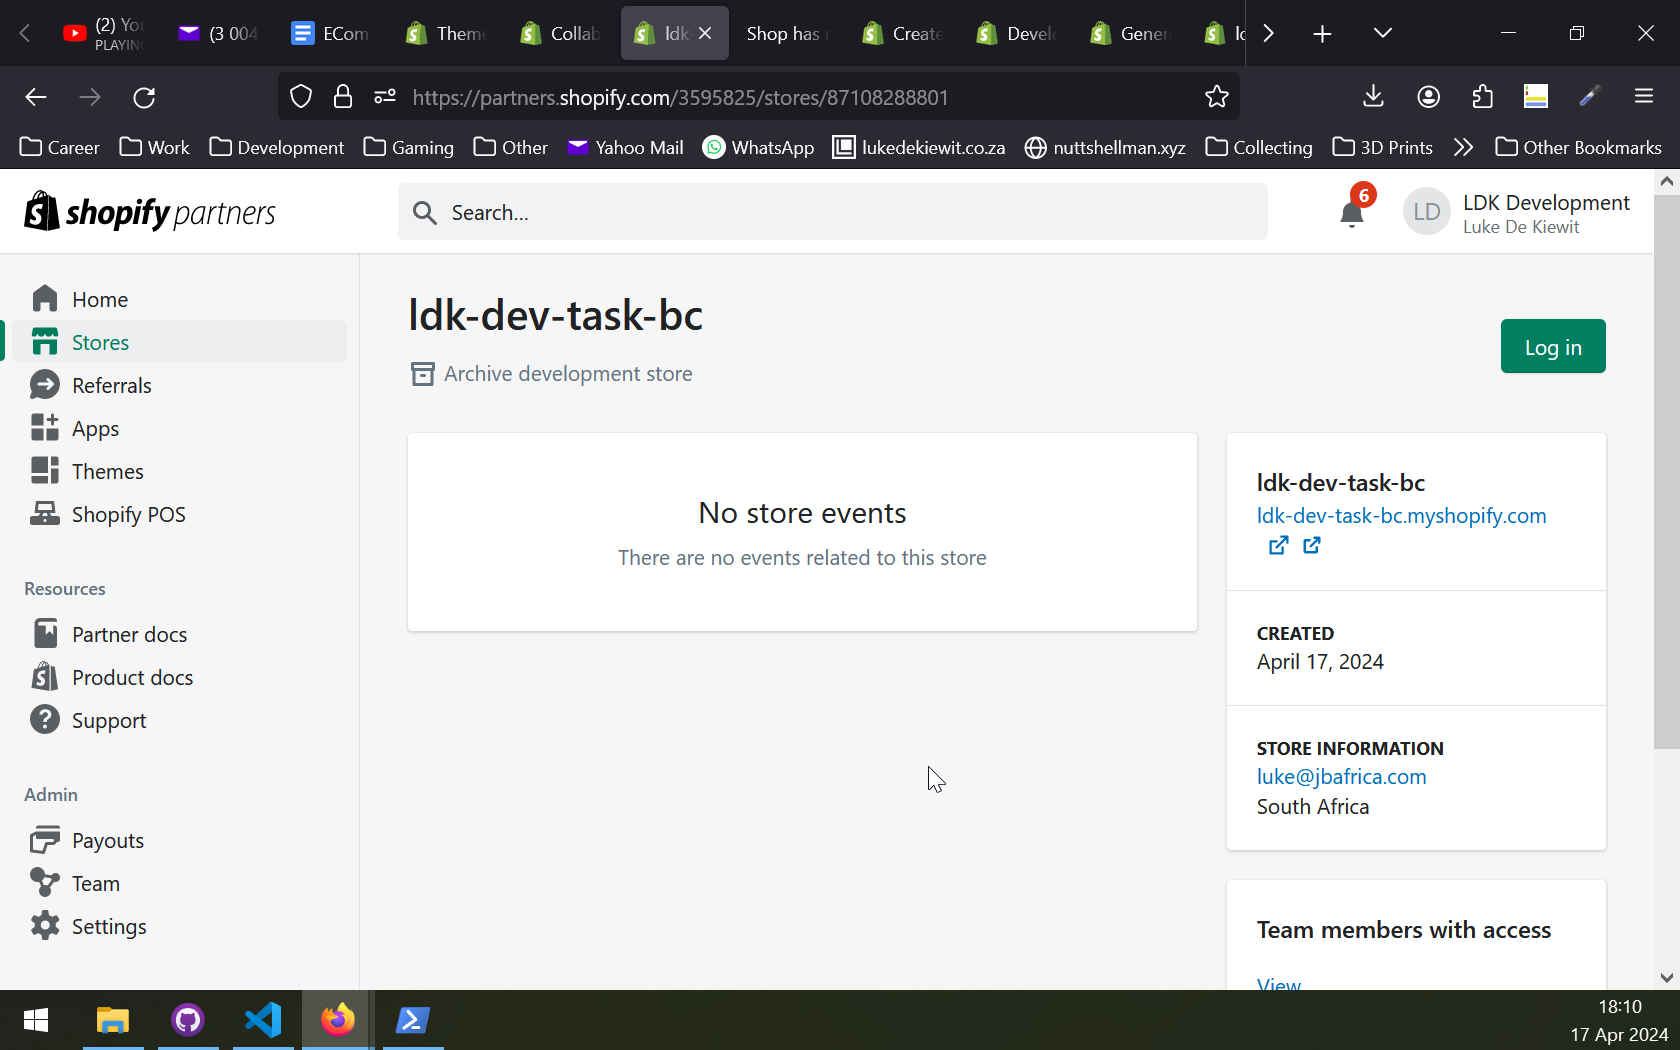 (2) You
PLAYING
(3 004
ECom
Theme
Collab
ldk-
Shop has
Create
Develo
Gener
https://partners.shopify.com/3595825/stores/87108288801
Career
Work
Development
Gaming
Other
Yahoo Mail
WhatsApp
lukedekiewit.co.za
nuttshellman.xyz
Collecting
3D Prints
Other Bookmarks
shopify partners
Search...
6
LD
LDK Development
Luke De Kiewit
Home
Stores
Referrals
Apps
Themes
Shopify POS
Resources
Partner docs
Product docs
Support
Admin
Payouts
Team
Settings
ldk-dev-task-bc
Archive development store
Log in
No store events
There are no events related to this store
ldk-dev-task-bc
ldk-dev-task-bc.myshopify.com
CREATED
April 17, 2024
STORE INFORMATION
luke@jbafrica.com
South Africa
Team members with access
View
18:10
17 Apr 2024